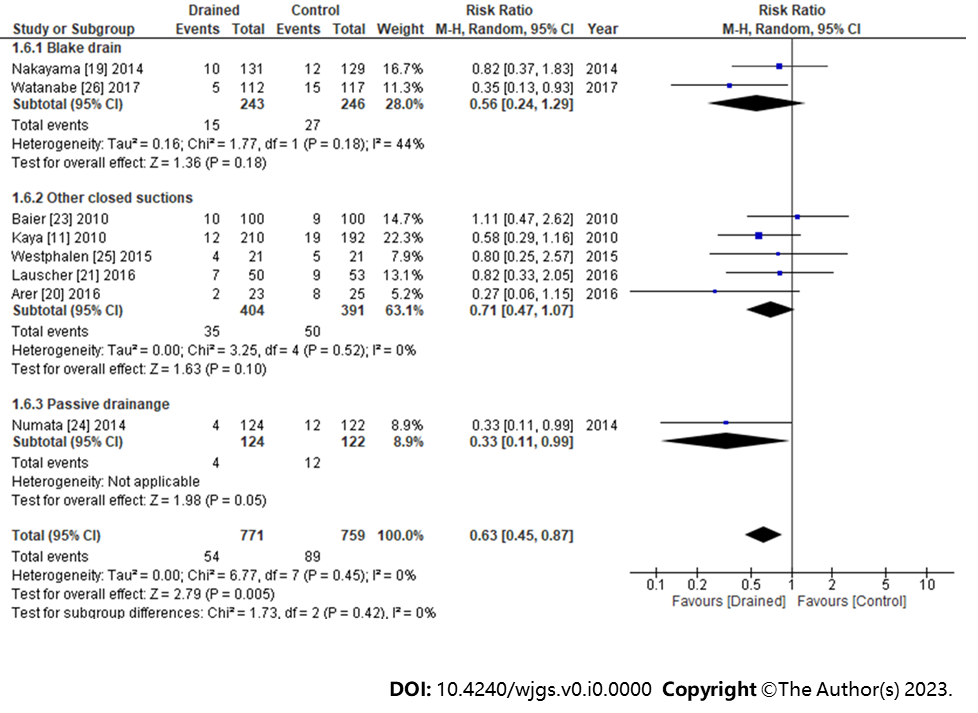 Drained Control Risk Ratio Risk Ratio
Study or Subgroup Events Total Events Total Weight M-H, Random, 95% CI Year M-H, Random, 95% CI
1.6.1 Blake drain
Nakayama [19] 2014 10 131 12 129 16.7% 0.82 [0.37, 1.83] 2014
Watanabe [26] 2017 5 112 15 117 11.3% 0.35 [0.13, 0.93] 2017
Subtotal (95% CI) 243 246 28.0% 0.56 [0.24, 1.29]
Total events 15 27
Heterogeneity: Tau² = 0.16; Chi² = 1.77, df = 1 (P = 0.18); I² = 44%
Test for overall effect: Z = 1.36 (P = 0.18)
1.6.2 Other closed suctions
Baier [23] 2010 10 100 9 100 14.7% 1.11 [0.47, 2.62] 2010
Kaya [11] 2010 12 210 19 192 22.3% 0.58 [0.29, 1.16] 2010
Westphalen [25] 2015 4 21 5 21 7.9% 0.80 [0.25, 2.57] 2015
Lauscher [21] 2016 7 50 9 53 13.1% 0.82 [0.33, 2.05] 2016
Arer [20] 2016 2 23 8 25 5.2% 0.27 [0.06, 1.15] 2016
Subtotal (95% CI) 404 391 63.1% 0.71 [0.47, 1.07]
Total events 35 50
Heterogeneity: Tau² = 0.00; Chi² = 3.25, df = 4 (P = 0.52); I² = 0%
Test for overall effect: Z = 1.63 (P = 0.10)
1.6.3 Passive drainange
Numata [24] 2014 4 124 12 122 8.9% 0.33 [0.11, 0.99] 2014
Subtotal (95% CI) 124 122 8.9% 0.33 [0.11, 0.99]
Total events 4 12
Heterogeneity: Not applicable
Test for overall effect: Z = 1.98 (P = 0.05)
Total (95% CI) 771 759 100.0% 0.63 [0.45, 0.87]
Total events 54 89
Heterogeneity: Tau² = 0.00; Chi² = 6.77, df = 7 (P = 0.45); I² = 0%
Test for overall effect: Z = 2.79 (P = 0.005)
Test for subgroup differences: Chi² = 1.73, df = 2 (P = 0.42), I² = 0%
0.1 0.2 0.5 1 2 5 10
Favours [Drained] Favours [Control]
DOI: 10.4240/wjgs.v0.i0.0000 Copyright ©The Author(s) 2023.